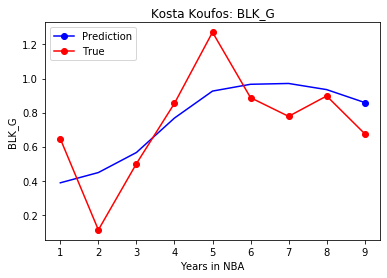 Kosta Koufos: BLK_G
Prediction
True
BLK_G
1.2
1.0
0.8
0.6
0.4
0.2
1 2 3 4 5 6 7 8 9
Years in NBA